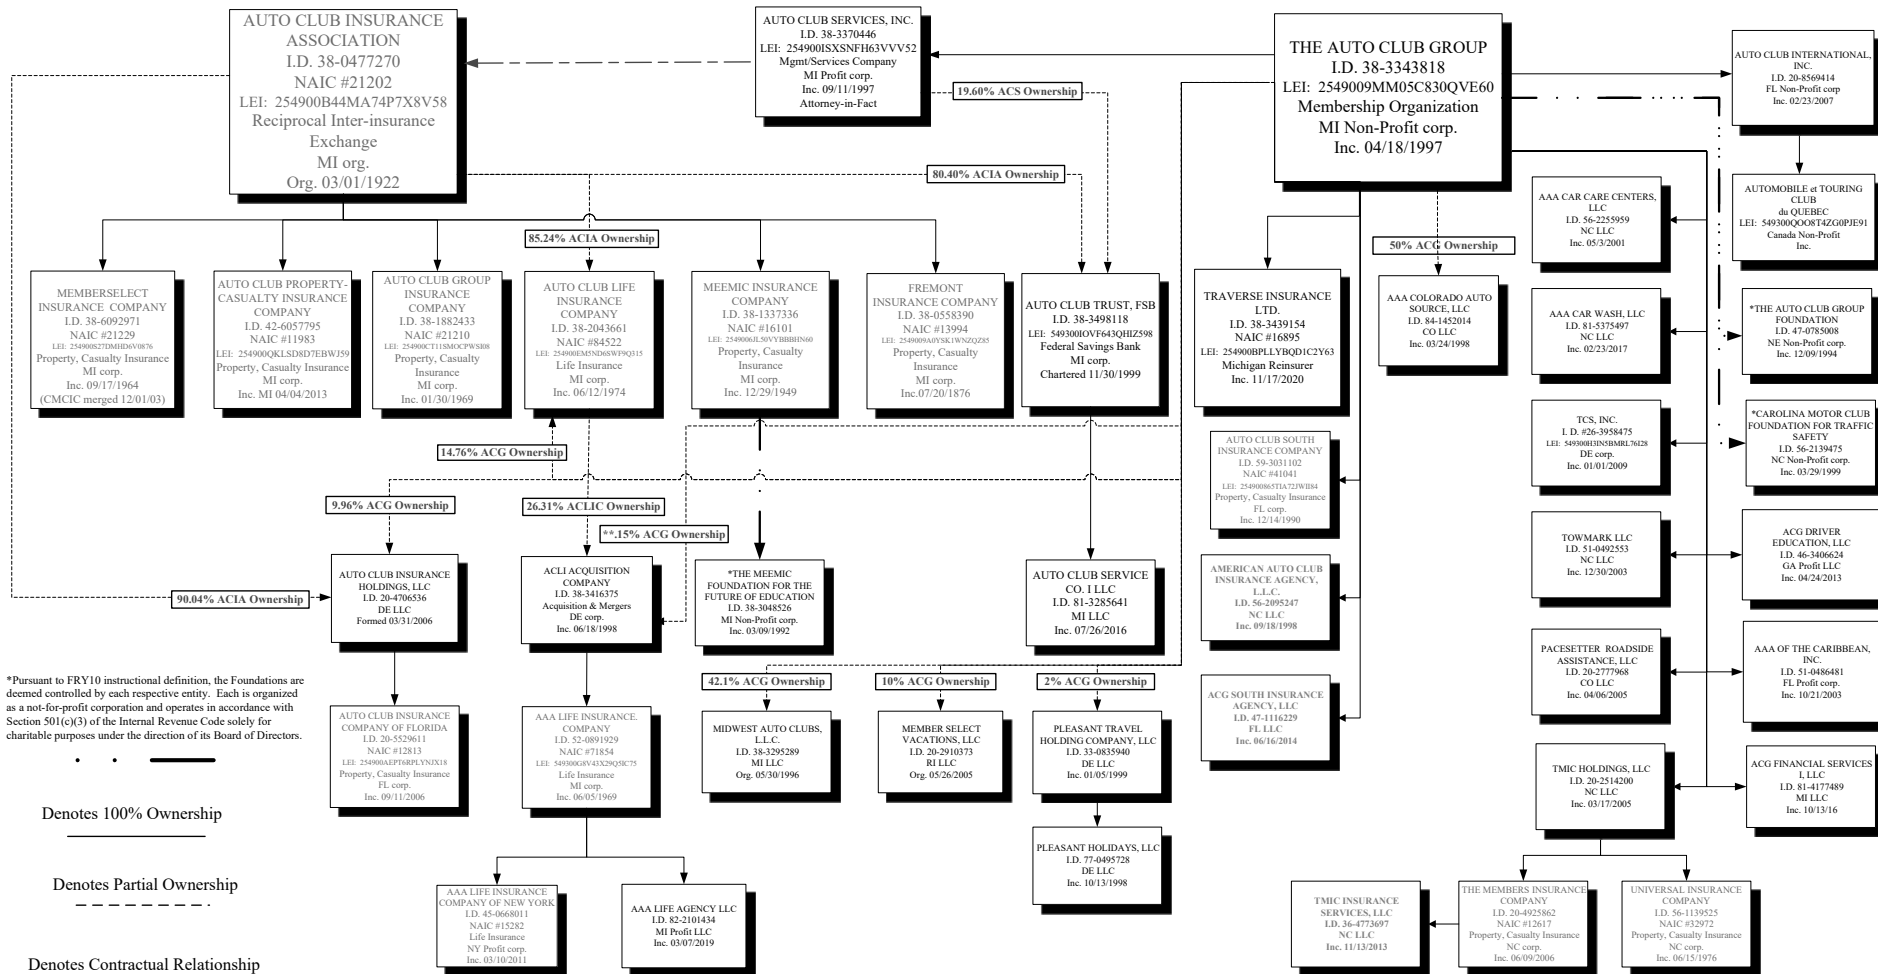 AUTO CLUB INSURANCE
ASSOCIATION
I.D. 38-0477270
NAIC #21202
LEI: 254900B44MA74P7X8V58
Reciprocal Inter-insurance
Exchange
MI org.
Org. 03/01/1922
AUTO CLUB SERVICES, INC.
I.D. 38-3370446
LEI: 254900ISXSNFH63VVV52
Mgmt/Services Company
MI Profit corp.
Inc. 09/11/1997
Attorney-in-Fact
THE AUTO CLUB GROUP
I.D. 38-3343818
LEI: 2549009MM05C830QVE60
Membership Organization
MI Non-Profit corp.
Inc. 04/18/1997
AUTO CLUB INTERNATIONAL,
INC.
I.D. 20-8569414
FL Non-Profit corp
Inc. 02/23/2007
19.60% ACS Ownership
80.40% ACIA Ownership
85.24% ACIA Ownership
50% ACG Ownership
AAA CAR CARE CENTERS,
LLC
I.D. 56-2255959
NC LLC
Inc. 05/3/2001
AUTOMOBILE et TOURING
CLUB
du QUEBEC
LEI: 549300QOO8T4ZG0PJE91
Canada Non-Profit
Inc.
MEMBERSELECT
INSURANCE COMPANY
I.D. 38-6092971
NAIC #21229
LEI: 254900S27DMHD6V0876
Property, Casualty Insurance
MI corp.
Inc. 09/17/1964
(CMCIC merged 12/01/03)
AUTO CLUB PROPERTY-
CASUALTY INSURANCE
COMPANY
I.D. 42-6057795
NAIC #11983
LEI: 254900QKLSD8D7EBWJ59
Property, Casualty Insurance
MI corp.
Inc. MI 04/04/2013
AUTO CLUB GROUP
INSURANCE
COMPANY
I.D. 38-1882433
NAIC #21210
LEI: 254900CT11SMOCPWSI08
Property, Casualty Insurance
MI corp.
Inc. 01/30/1969
AUTO CLUB LIFE
INSURANCE
COMPANY
I.D. 38-2043661
NAIC #84522
LEI: 254900EM5ND6SWF9Q315
Life Insurance
MI corp.
Inc. 06/12/1974
MEEMIC INSURANCE
COMPANY
I.D. 38-1337336
NAIC #16101
LEI: 2549006JL50VYBBBHN60
Property, Casualty
Insurance
MI corp.
Inc. 12/29/1949
FREMONT
INSURANCE COMPANY
I.D. 38-0558390
NAIC #13994
LEI: 2549009A0YSK1WNZQZ85
Property, Casualty
Insurance
MI corp.
Inc.07/20/1876
AUTO CLUB TRUST, FSB
I.D. 38-3498118
LEI: 549300IOVF643QHIZ598
Federal Savings Bank
MI corp.
Chartered 11/30/1999
TRAVERSE INSURANCE
LTD.
I.D. 38-3439154
NAIC #16895
LEI: 254900BPLLYBQD1C2Y63
Michigan Reinsurer
Inc. 11/17/2020
AAA COLORADO AUTO
SOURCE, LLC
I.D. 84-1452014
CO LLC
Inc. 03/24/1998
AAA CAR WASH, LLC
I.D. 81-5375497
NC LLC
Inc. 02/23/2017
*THE AUTO CLUB GROUP
FOUNDATION
I.D. 47-0785008
NE Non-Profit corp.
Inc. 12/09/1994
TCS, INC.
I. D. #26-3958475
LEI: 549300H3IN5BMRL76I28
DE corp.
Inc. 01/01/2009
*CAROLINA MOTOR CLUB
FOUNDATION FOR TRAFFIC
SAFETY
I.D. 56-2139475
NC Non-Profit corp.
Inc. 03/29/1999
14.76% ACG Ownership
9.96% ACG Ownership
26.31% ACLIC Ownership
**.15% ACG Ownership
90.04% ACIA Ownership
AUTO CLUB SOUTH
INSURANCE COMPANY
I.D. 59-3031102
NAIC #41041
LEI: 254900865TIA72JWII84
Property, Casualty Insurance
FL corp.
Inc. 12/14/1990
AUTO CLUB INSURANCE
HOLDINGS, LLC
I.D. 20-4706536
DE LLC
Formed 03/31/2006
ACLI ACQUISITION
COMPANY
I.D. 38-3416375
Acquisition & Mergers
DE corp.
Inc. 06/18/1998
*THE MEEMIC
FOUNDATION FOR THE
FUTURE OF EDUCATION
I.D. 38-3048526
MI Non-Profit corp.
Inc. 03/09/1992
AUTO CLUB SERVICE
CO. I LLC
I.D. 81-3285641
MI LLC
Inc. 07/26/2016
AMERICAN AUTO CLUB
INSURANCE AGENCY,
L.L.C.
I.D. 56-2095247
NC LLC
Inc. 09/18/1998
TOWMARK LLC
I.D. 51-0492553
NC LLC
Inc. 12/30/2003
ACG DRIVER
EDUCATION, LLC
I.D. 46-3406624
GA Profit LLC
Inc. 04/24/2013
PACESETTER ROADSIDE
ASSISTANCE, LLC
I.D. 20-2777968
CO LLC
Inc. 04/06/2005
AAA OF THE CARIBBEAN,
INC.
I.D. 51-0486481
FL Profit corp.
Inc. 10/21/2003
*Pursuant to FRY10 instructional definition, the Foundations are
deemed controlled by each respective entity. Each is organized
as a not-for-profit corporation and operates in accordance with
Section 501(c)(3) of the Internal Revenue Code solely for
charitable purposes under the direction of its Board of Directors.
42.1% ACG Ownership
10% ACG Ownership
2% ACG Ownership
AUTO CLUB INSURANCE
COMPANY OF FLORIDA
I.D. 20-5529611
NAIC #12813
LEI: 254900AEPT6RPLYNJX18
Property, Casualty Insurance
FL corp.
Inc. 09/11/2006
AAA LIFE INSURANCE.
COMPANY
I.D. 52-0891929
NAIC #71854
LEI: 549300G8V43X29Q5IC75
Life Insurance
MI corp.
Inc. 06/05/1969
MIDWEST AUTO CLUBS,
L.L.C.
I.D. 38-3295289
MI LLC
Org. 05/30/1996
MEMBER SELECT
VACATIONS, LLC
I.D. 20-2910373
RI LLC
Org. 05/26/2005
PLEASANT TRAVEL
HOLDING COMPANY, LLC
I.D. 33-0835940
DE LLC
Inc. 01/05/1999
ACG SOUTH INSURANCE
AGENCY, LLC
I.D. 47-1116229
FL LLC
Inc. 06/16/2014
TMIC HOLDINGS, LLC
I.D. 20-2514200
NC LLC
Inc. 03/17/2005
ACG FINANCIAL SERVICES
I, LLC
I.D. 81-4177489
MI LLC
Inc. 10/13/16
Denotes 100% Ownership
Denotes Partial Ownership
Denotes Contractual Relationship
PLEASANT HOLIDAYS, LLC
I.D. 77-0495728
DE LLC
Inc. 10/13/1998
AAA LIFE INSURANCE
COMPANY OF NEW YORK
I.D. 45-0668011
NAIC #15282
Life Insurance
NY Profit corp.
Inc. 03/10/2011
AAA LIFE AGENCY LLC
I.D. 82-2101434
MI Profit LLC
Inc. 03/07/2019
TMIC INSURANCE
SERVICES, LLC
I.D. 36-4773697
NC LLC
Inc. 11/13/2013
THE MEMBERS INSURANCE
COMPANY
I.D. 20-4925862
NAIC #12617
Property, Casualty Insurance
NC corp.
Inc. 06/09/2006
UNIVERSAL INSURANCE
COMPANY
I.D. 56-1139525
NAIC #32972
Property, Casualty Insurance
NC corp.
Inc. 06/15/1976